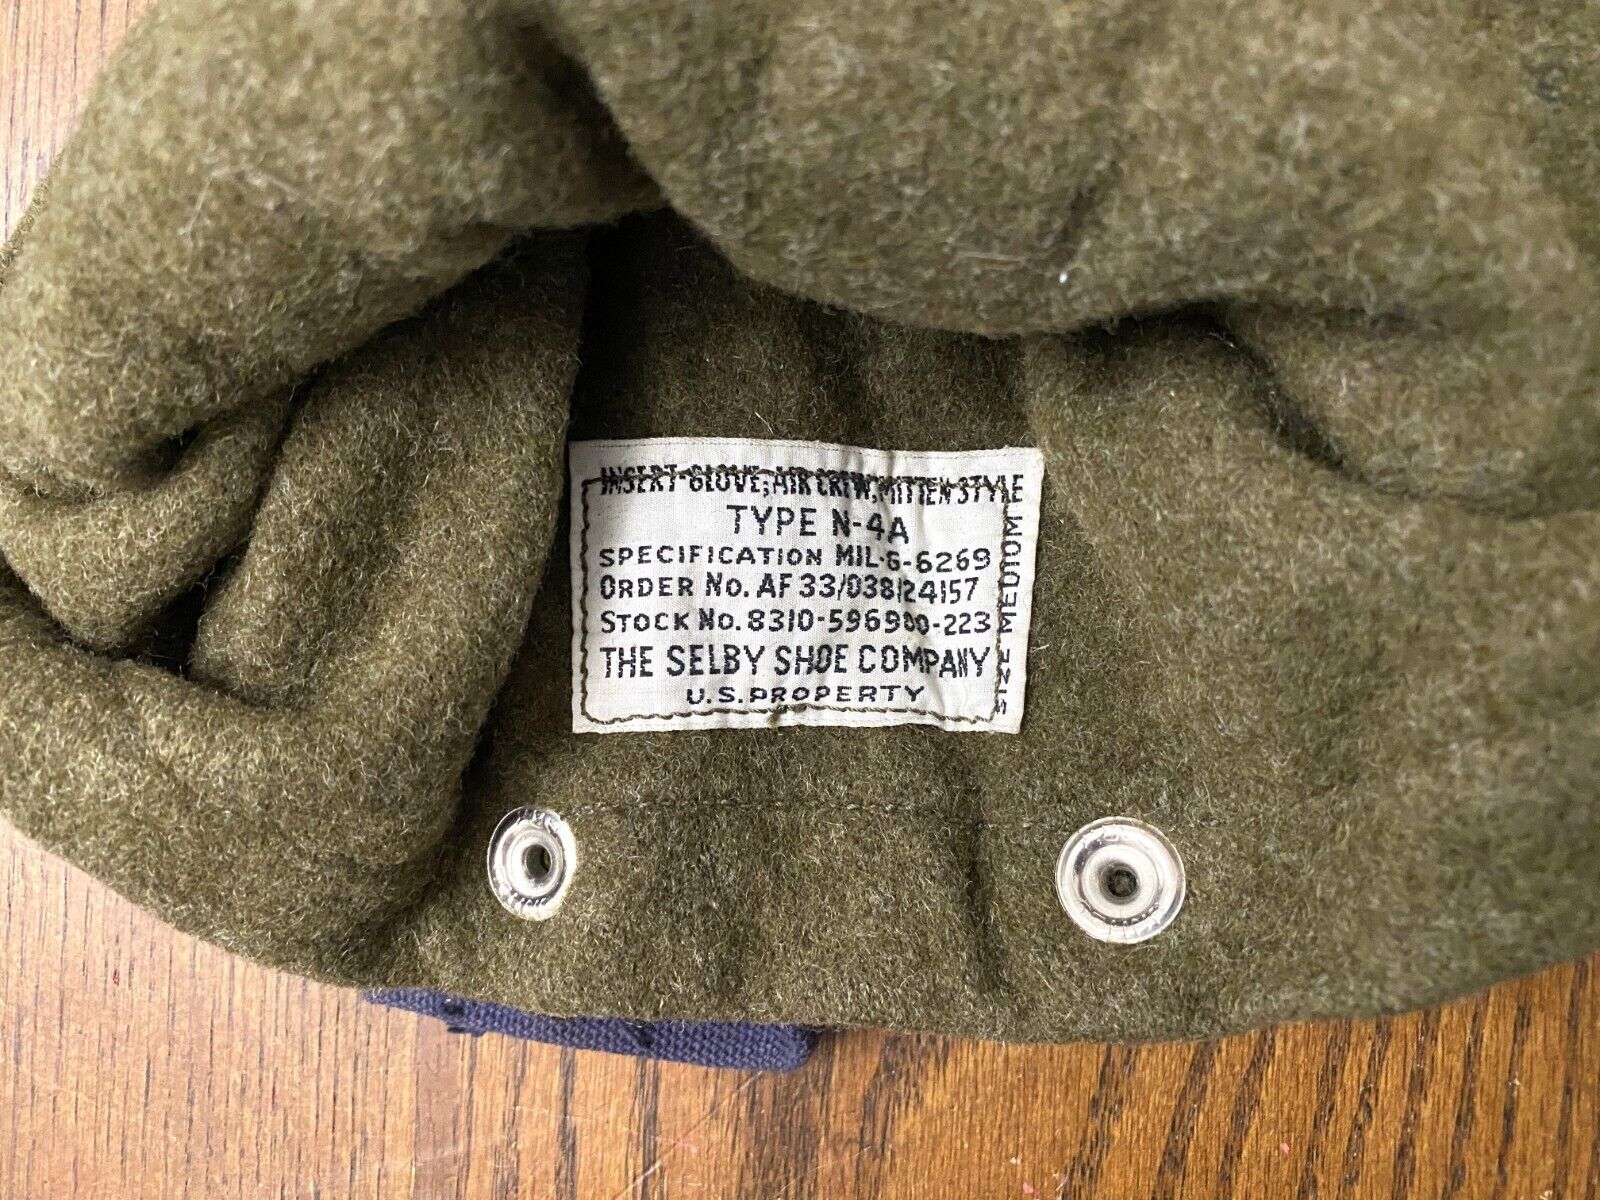 INSERT-GLOVE, AIR CREW, MITTEN STYLE
TYPE N-4A
SPECIFICATION MIL-G-6269
ORDER NO. AF 33/038/24157
STOCK NO. 8310-596900-223
THE SELBY SHOE COMPANY
U.S. PROPERTY
SIZE MEDIUM